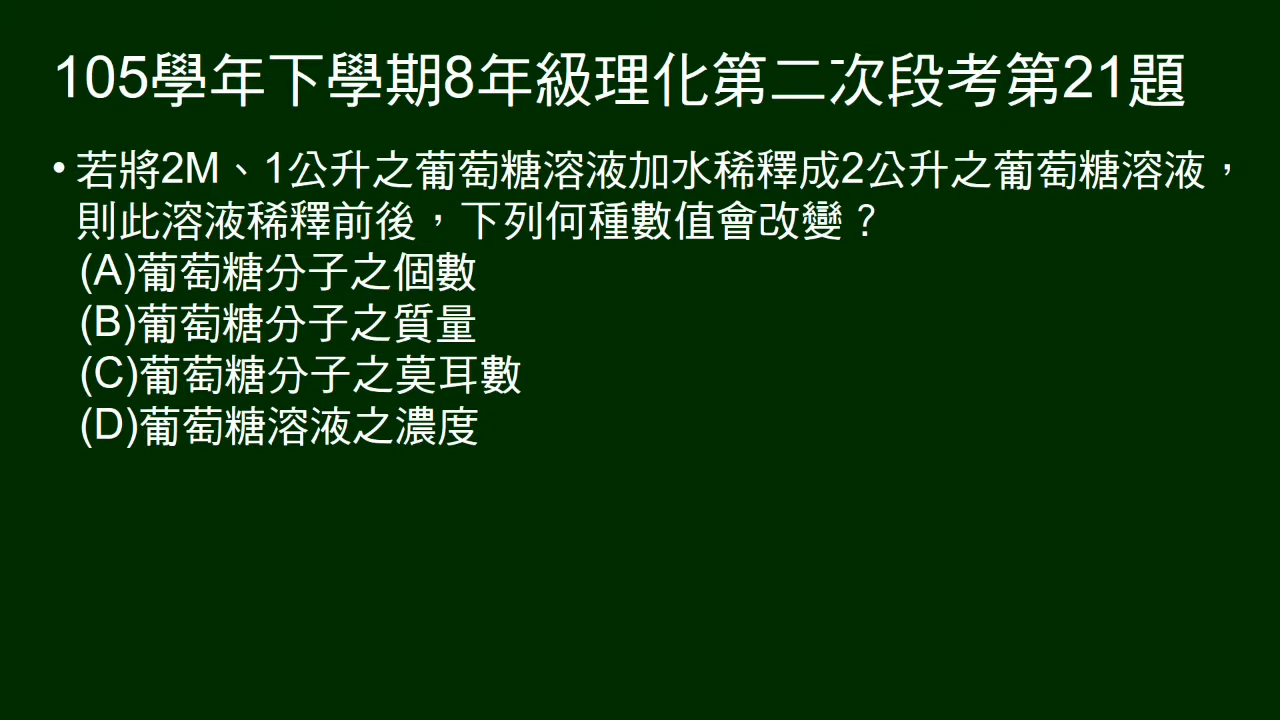 105學年下學期8年級理化第二次段考第21題
•若將2M、1公升之葡萄糖溶液加水稀釋成2公升之葡萄糖溶液，
則此溶液稀釋前後，下列何種數值會改變？
(A)葡萄糖分子之個數
(B)葡萄糖分子之質量
(C)葡萄糖分子之莫耳數
(D)葡萄糖溶液之濃度